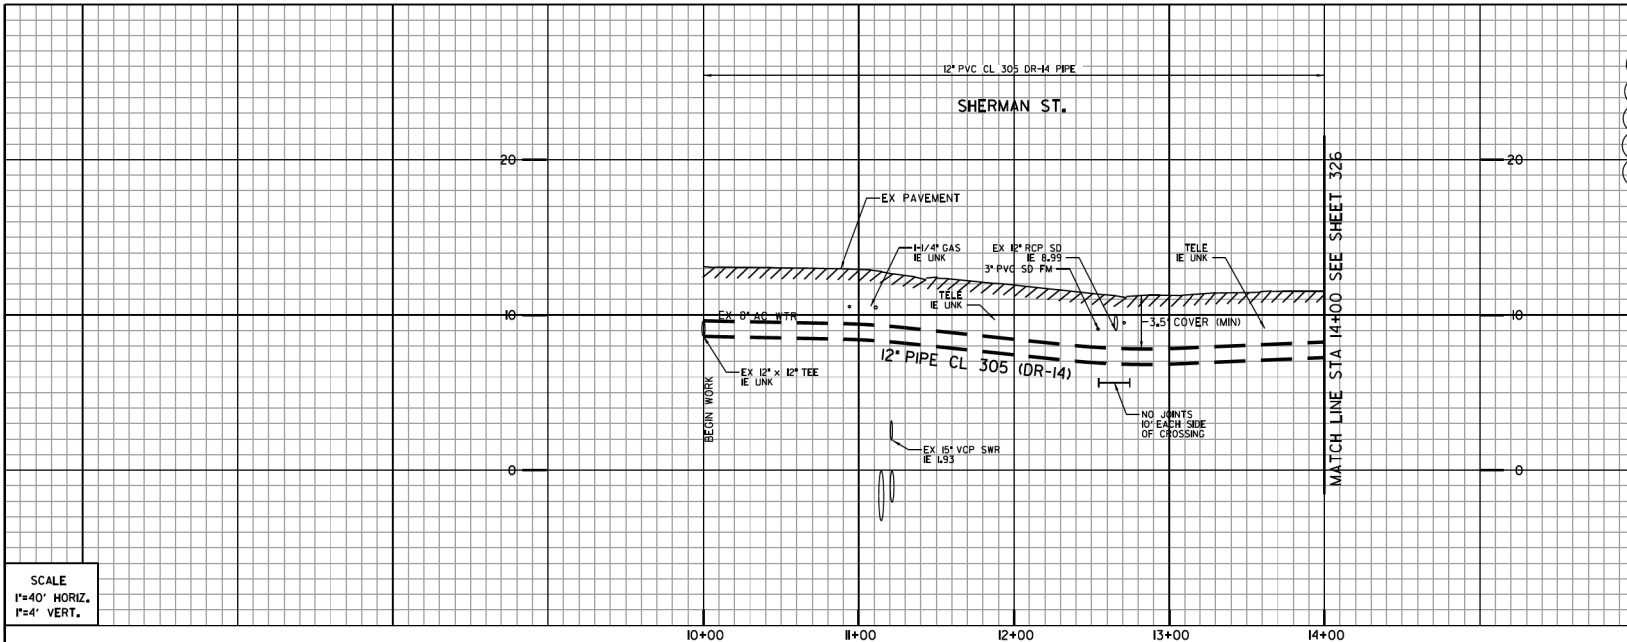 12" PVC CL 305 DR-14 PIPE
SHERMAN ST.
20
20
EX PAVEMENT
1-1/4" GAS
IE UNK
EX 12" RCP SD
IE 8.99
3" PVC SD FM
TELE
IE UNK
TELE
IE UNK
10
EX 8" AC WTR
3.5' COVER (MIN)
10
12" PIPE CL 305 (DR-14)
EX 12" x 12" TEE
IE UNK
BEGIN WORK
NO JOINTS
10' EACH SIDE
OF CROSSING
EX 15" VCP SWR
IE 1.93
0
0
MATCH LINE STA 14+00 SEE SHEET 326
SCALE
1"=40' HORIZ.
1"=4' VERT.
10+00
11+00
12+00
13+00
14+00